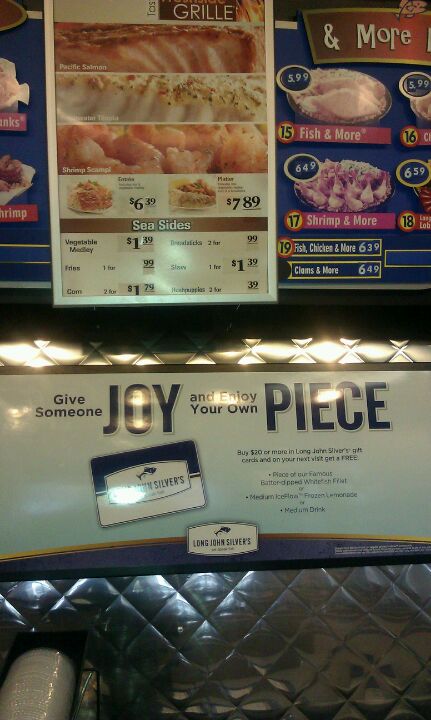 GRILLE
Pacific Salmon
Tilapia
Shrimp Scampi
Entrée
$6 39
Platter
$7 89
Sea Sides
Vegetable Medley $1 39
Breadsticks 2 for 99
Fries 1 for 99
Slaw 1 for $1 39
Corn 2 for $1 79
Hushpuppies 2 for 39
& More
5.99
15 Fish & More
5.99
16
6.49
17 Shrimp & More
6.59
18
19 Fish, Chicken & More 6 39
Clams & More 6 49
Give Someone JOY and Enjoy Your Own PIECE
Buy $20 or more in Long John Silver's gift
cards and on your next visit get a FREE:
• Piece of our Famous
Batter-dipped Whitefish Filet
or
• Medium IceFlow™ Frozen Lemonade
or
• Medium Drink
LONG JOHN SILVER'S
LONG JOHN SILVER'S